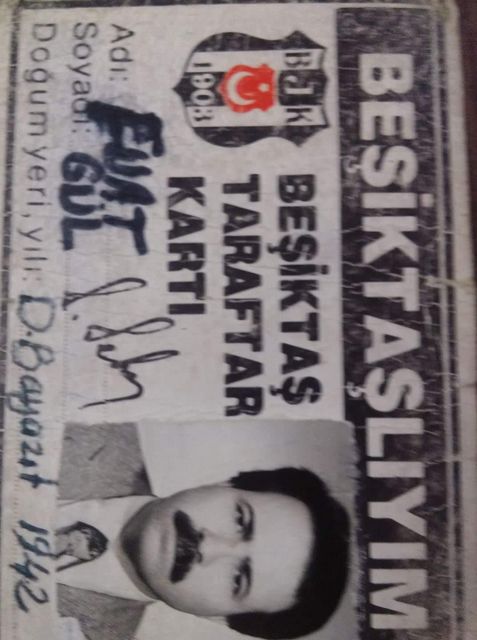 BEŞİKTAŞLIYIM
BJK
1903
BEŞİKTAŞ
TARAFTAR
KARTI
Adı: FUAT
Soyadı: GÜL
Doğum yeri, yılı: D.Bayazıt 1942